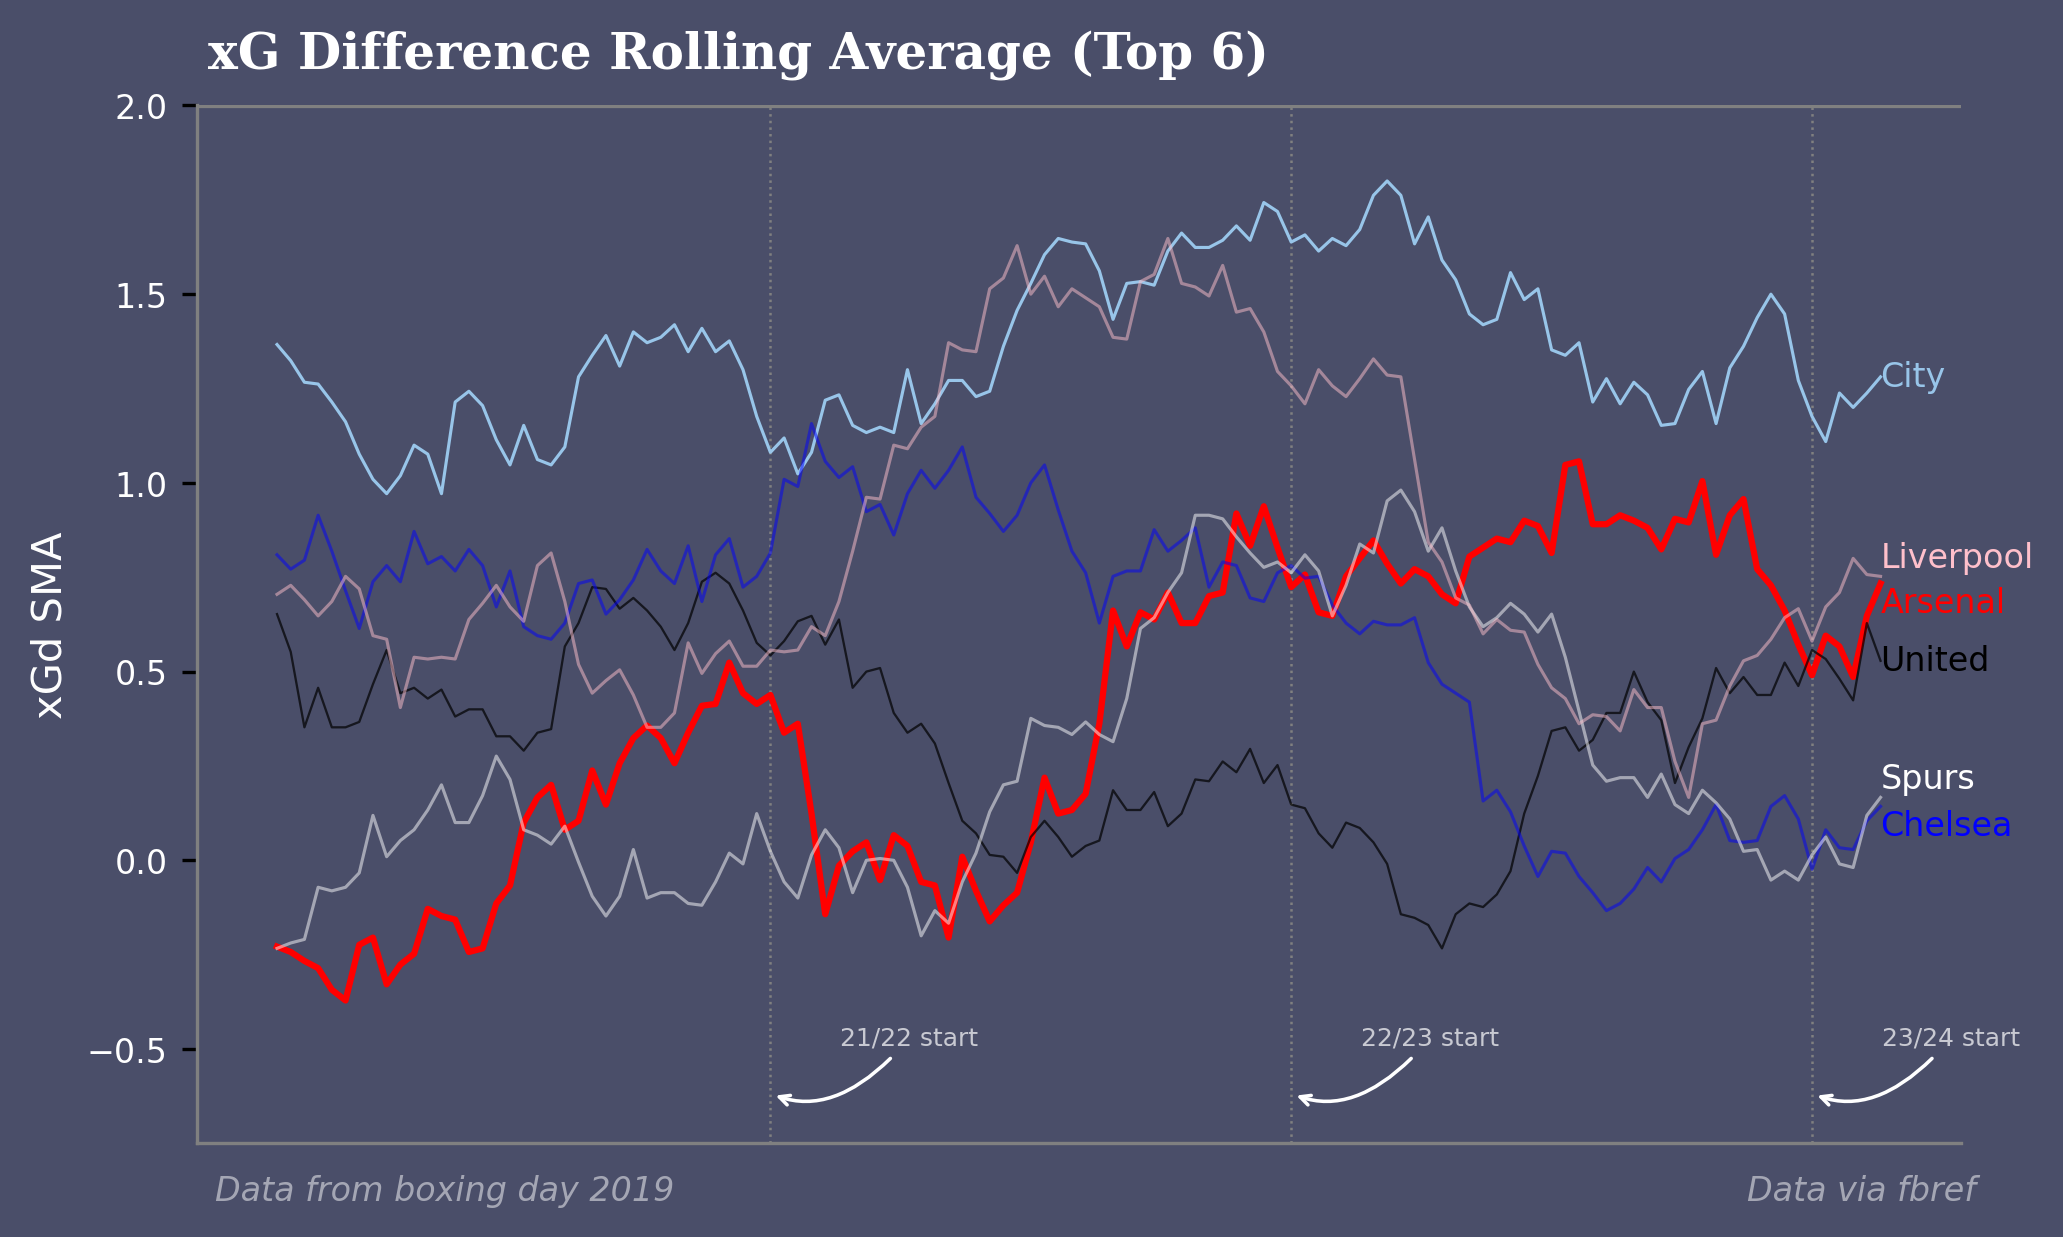 xG Difference Rolling Average (Top 6)
2.0
1.5
1.0
0.5
0.0
−0.5
xGd SMA
City
Liverpool
Arsenal
United
Spurs
Chelsea
21/22 start
22/23 start
23/24 start
Data from boxing day 2019
Data via fbref